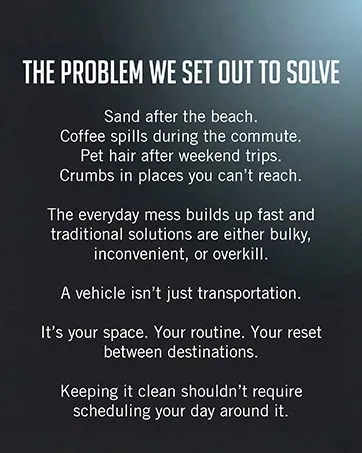 THE PROBLEM WE SET OUT TO SOLVE
Sand after the beach.
Coffee spills during the commute.
Pet hair after weekend trips.
Crumbs in places you can’t reach.
The everyday mess builds up fast and
traditional solutions are either bulky,
inconvenient, or overkill.
A vehicle isn’t just transportation.
It’s your space. Your routine. Your reset
between destinations.
Keeping it clean shouldn’t require
scheduling your day around it.